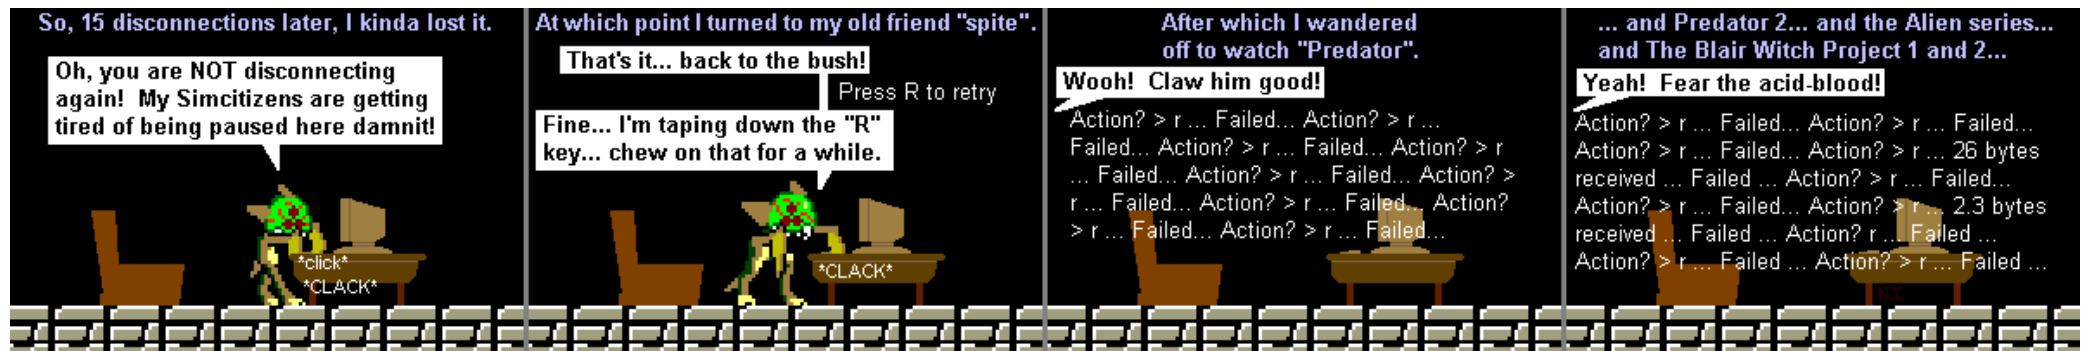 So, 15 disconnections later, I kinda lost it.
Oh, you are NOT disconnecting
again!  My Simcitizens are getting
tired of being paused here damnit!
*click*
*CLACK*
At which point I turned to my old friend "spite".
That's it... back to the bush!
Press R to retry
Fine... I'm taping down the "R"
key... chew on that for a while.
*CLACK*
After which I wandered
off to watch "Predator".
Wooh!  Claw him good!
Action? > r ... Failed... Action? > r ...
Failed... Action? > r ... Failed... Action? > r
... Failed... Action? > r ... Failed... Action? >
r ... Failed... Action? > r ... Failed... Action?
> r ... Failed... Action? > r ... Failed...
... and Predator 2... and the Alien series...
and The Blair Witch Project 1 and 2...
Yeah!  Fear the acid-blood!
Action? > r ... Failed... Action? > r ... Failed...
Action? > r ... Failed... Action? > r ... 26 bytes
received ... Failed ... Action? > r ... Failed...
Action? > r ... Failed... Action? > r ... 2.3 bytes
received ... Failed ... Action? r ... Failed ...
Action? > r ... Failed ... Action? > r ... Failed ...